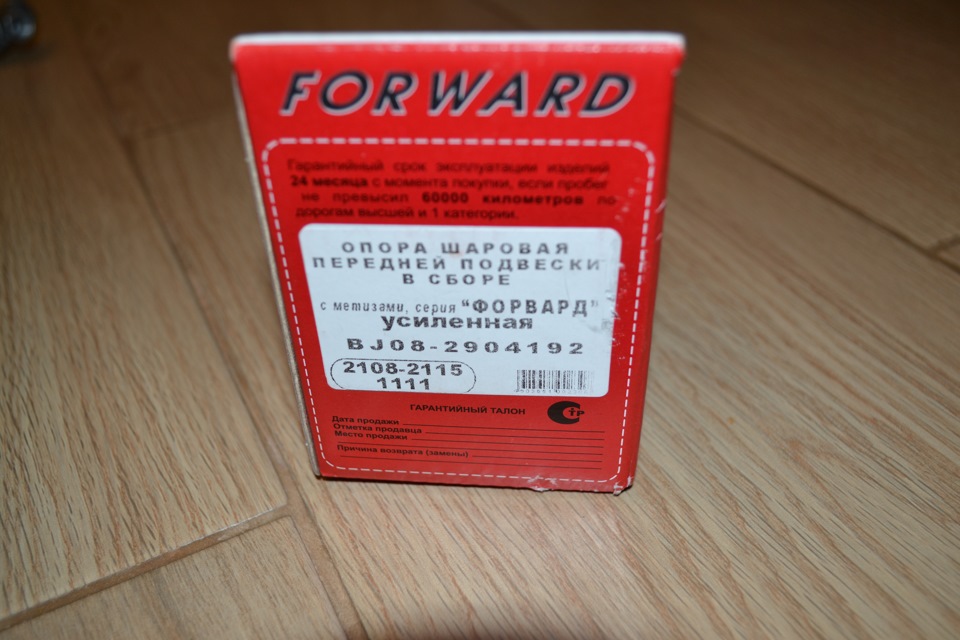 FORWARD
Гарантийный срок эксплуатации изделий
24 месяца с момента покупки, если пробег
не превысил 60000 километров по
дорогам высшей и 1 категории.
ОПОРА ШАРОВАЯ
ПЕРЕДНЕЙ ПОДВЕСКИ
В СБОРЕ
с метизами, серия "ФОРВАРД"
усиленная
BJ08-2904192
2108-2115
1111
ГАРАНТИЙНЫЙ ТАЛОН
Дата продажи
Отметка продавца
Место продажи
Причина возврата (замены)